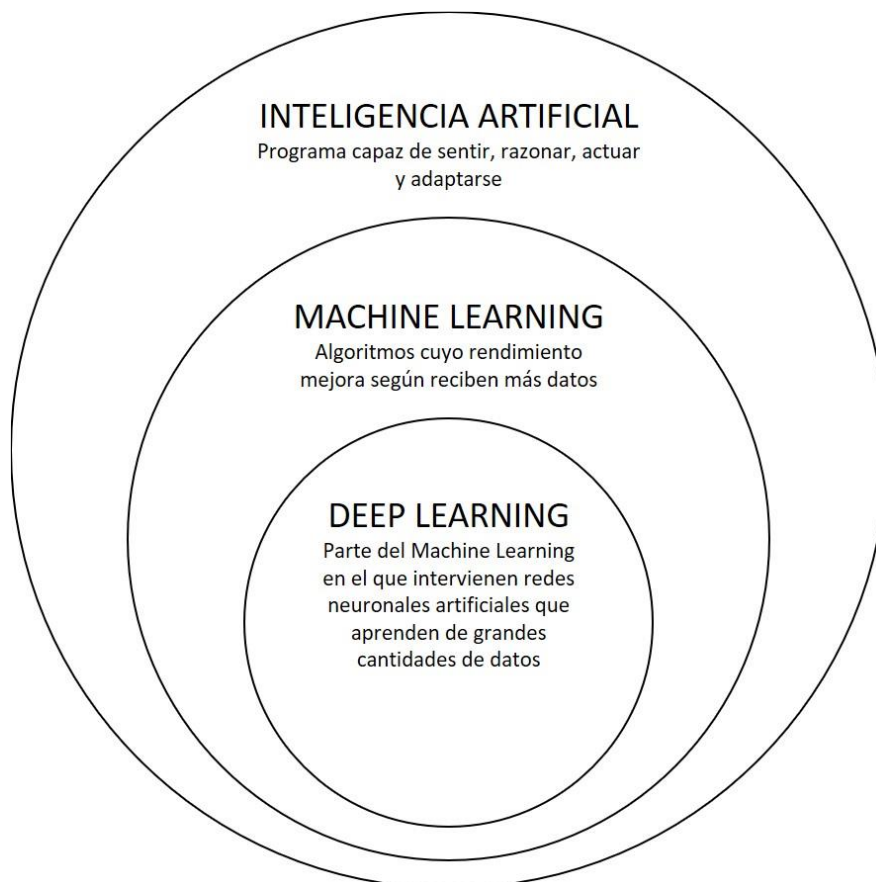 INTELIGENCIA ARTIFICIAL
Programa capaz de sentir, razonar, actuar
y adaptarse
MACHINE LEARNING
Algoritmos cuyo rendimiento
mejora según reciben más datos
DEEP LEARNING
Parte del Machine Learning
en el que intervienen redes
neuronales artificiales que
aprenden de grandes
cantidades de datos